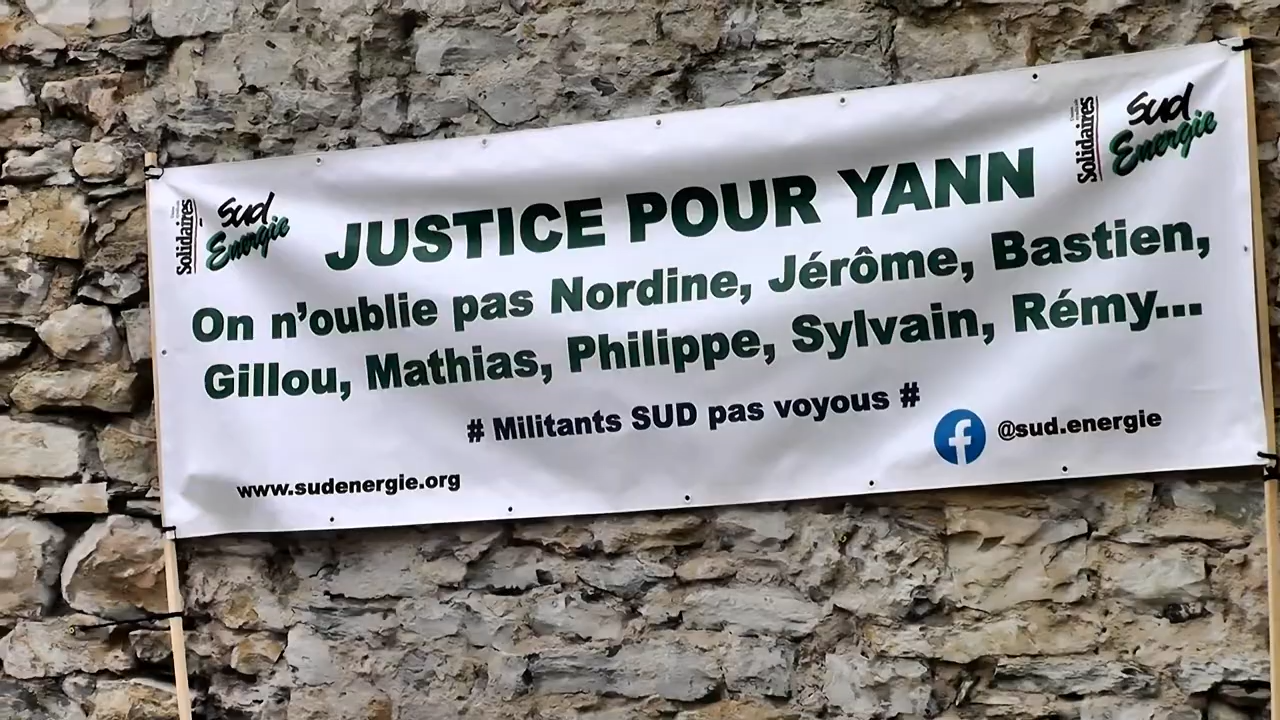 Solidaires
Sud
Energie
Solidaires
Sud
Energie
JUSTICE POUR YANN
On n'oublie pas Nordine, Jérôme, Bastien,
Gillou, Mathias, Philippe, Sylvain, Rémy...
# Militants SUD pas voyous #
www.sudenergie.org
f @sud.energie